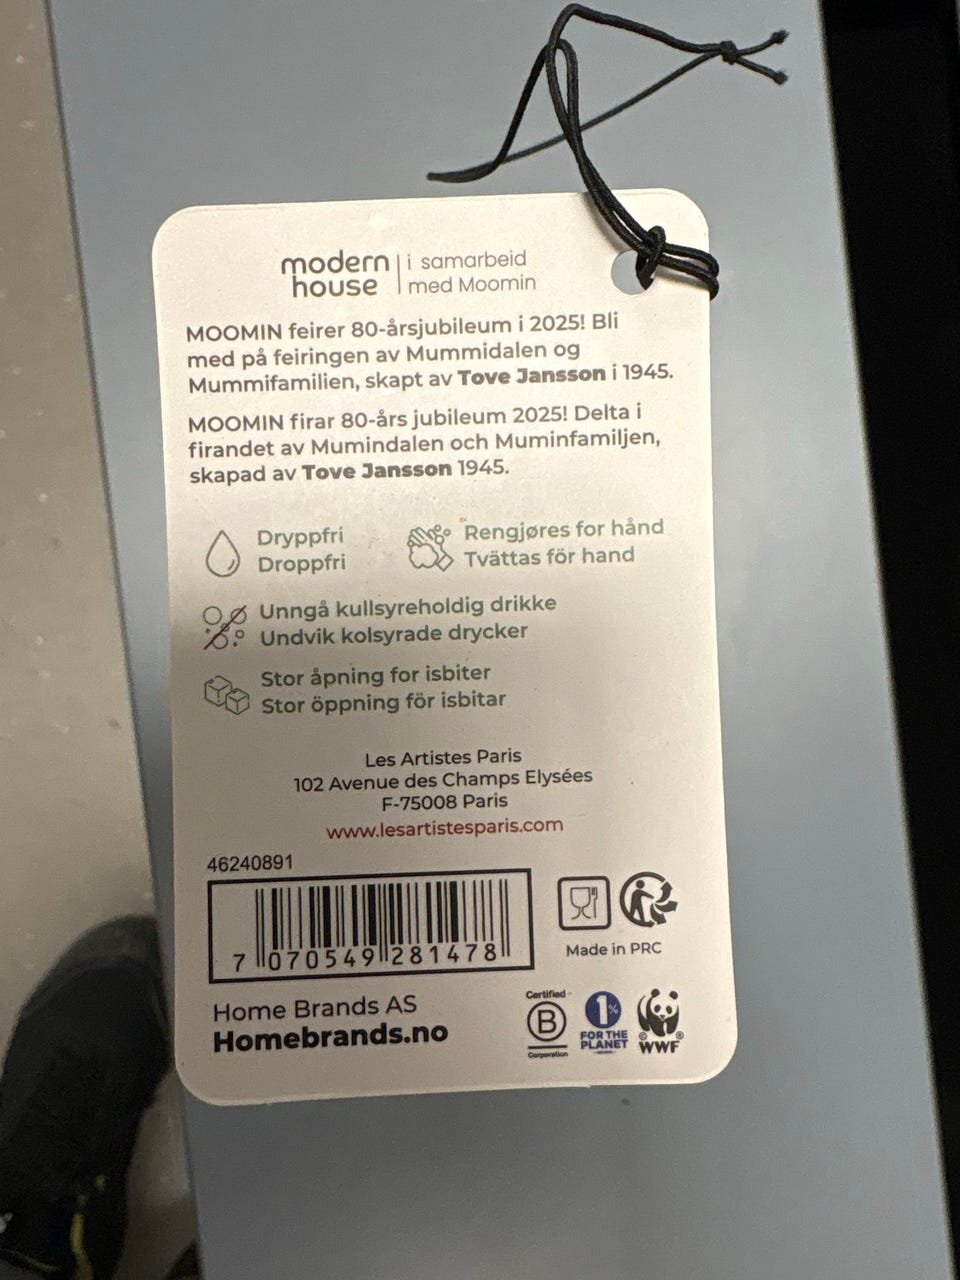 modern
house
i samarbeid
med Moomin
MOOMIN feirer 80-årsjubileum i 2025! Bli
med på feiringen av Mummidalen og
Mummifamilien, skapt av Tove Jansson i 1945.
MOOMIN firar 80-års jubileum 2025! Delta i
firandet av Mumindalen och Muminfamiljen,
skapad av Tove Jansson 1945.
Dryppfri
Droppfri
Rengjøres for hånd
Tvättas för hand
Unngå kullsyreholdig drikke
Undvik kolsyrade drycker
Stor åpning for isbiter
Stor öppning för isbitar
Les Artistes Paris
102 Avenue des Champs Elysées
F-75008 Paris
www.lesartistesparis.com
46240891
7 070549 281478
Made in PRC
Home Brands AS
Homebrands.no
Certified
B
Corporation
1%
FOR THE
PLANET
© ®
WWF